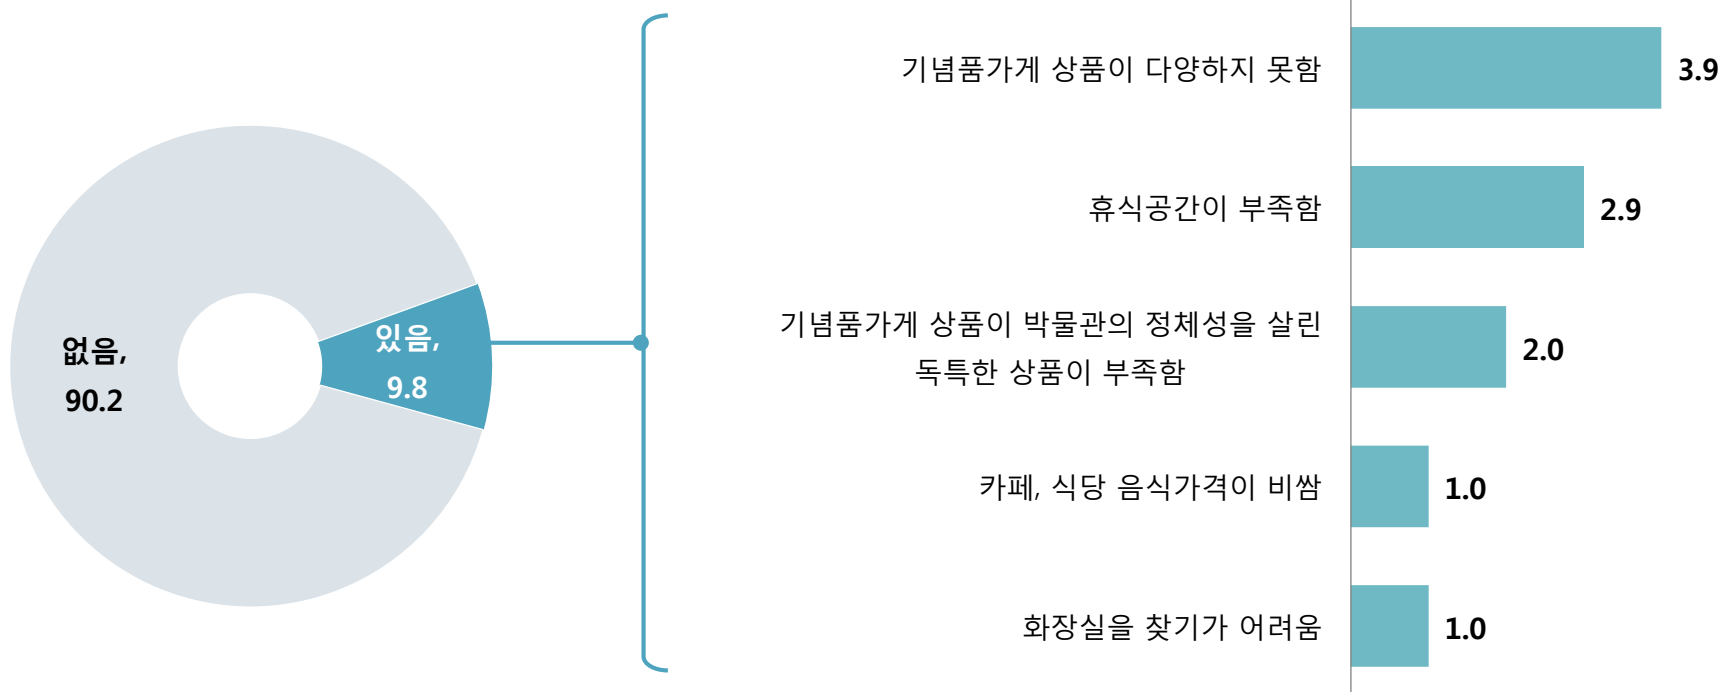 없음,
90.2
있음,
9.8
기념품가게 상품이 다양하지 못함
3.9
휴식공간이 부족함
2.9
기념품가게 상품이 박물관의 정체성을 살린
독특한 상품이 부족함
2.0
카페, 식당 음식가격이 비쌈
1.0
화장실을 찾기가 어려움
1.0